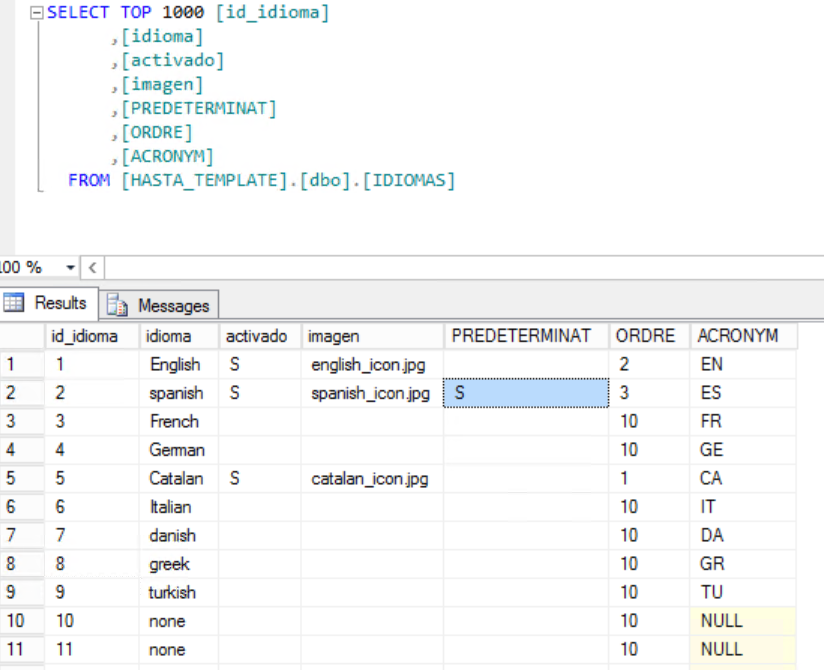 SELECT TOP 1000 [id_idioma]
,[idioma]
,[activado]
,[imagen]
,[PREDETERMINAT]
,[ORDRE]
,[ACRONYM]
FROM [HASTA_TEMPLATE].[dbo].[IDIOMAS]
100 %
Results Messages
id_idioma idioma activado imagen PREDETERMINAT ORDRE ACRONYM
1 1 English S english_icon.jpg 2 EN
2 2 spanish S spanish_icon.jpg S 3 ES
3 3 French 10 FR
4 4 German 10 GE
5 5 Catalan S catalan_icon.jpg 1 CA
6 6 Italian 10 IT
7 7 danish 10 DA
8 8 greek 10 GR
9 9 turkish 10 TU
10 10 none 10 NULL
11 11 none 10 NULL